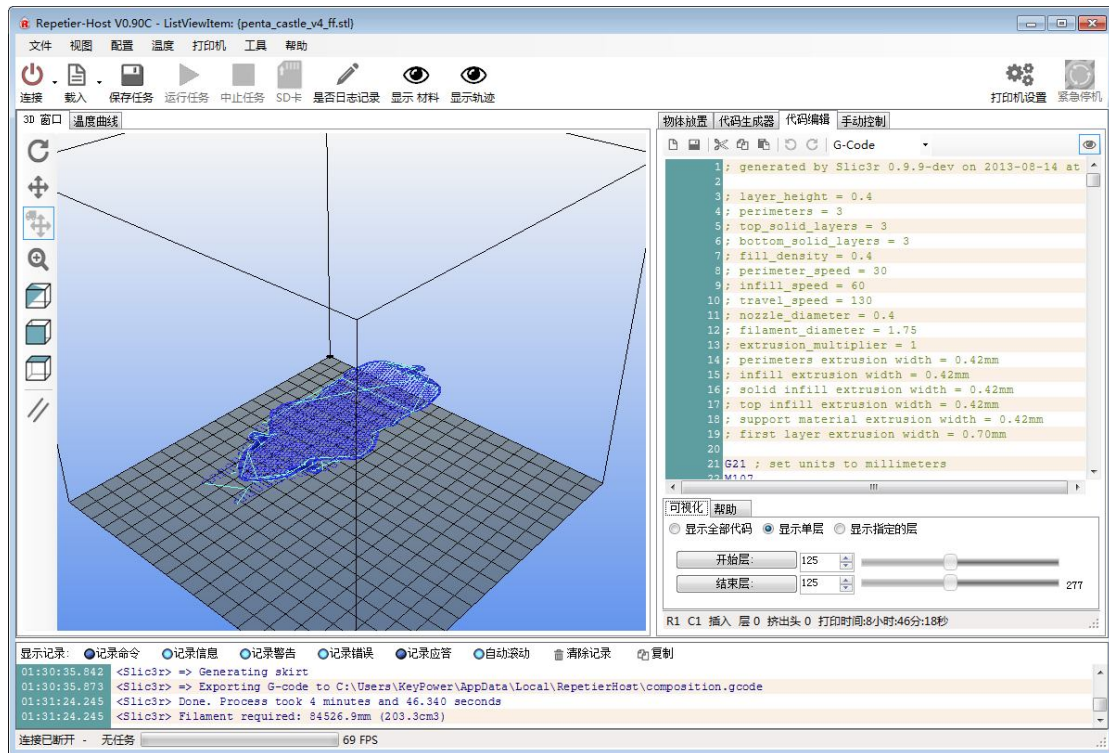 Repetier-Host V0.90C - ListViewItem: {penta_castle_v4_ff.stl}
文件 视图 配置 温度 打印机 工具 帮助
连接 载入 保存任务 运行任务 中止任务 SD卡 是否日志记录 显示 材料 显示轨迹 打印机设置 紧急停机
3D 窗口 温度曲线
物体放置 代码生成器 代码编辑 手动控制
G-Code
1 ; generated by Slic3r 0.9.9-dev on 2013-08-14 at
2
3 ; layer_height = 0.4
4 ; perimeters = 3
5 ; top_solid_layers = 3
6 ; bottom_solid_layers = 3
7 ; fill_density = 0.4
8 ; perimeter_speed = 30
9 ; infill_speed = 60
10 ; travel_speed = 130
11 ; nozzle_diameter = 0.4
12 ; filament_diameter = 1.75
13 ; extrusion_multiplier = 1
14 ; perimeters extrusion width = 0.42mm
15 ; infill extrusion width = 0.42mm
16 ; solid infill extrusion width = 0.42mm
17 ; top infill extrusion width = 0.42mm
18 ; support material extrusion width = 0.42mm
19 ; first layer extrusion width = 0.70mm
20
21 G21 ; set units to millimeters
22 M107
可视化 帮助
显示全部代码 显示单层 显示指定的层
开始层: 125
结束层: 125 277
R1 C1 插入 层 0 挤出头 0 打印时间:8小时:46分:18秒
显示记录: 记录命令 记录信息 记录警告 记录错误 记录应答 自动滚动 清除记录 复制
01:30:35.842 <Slic3r> => Generating skirt
01:30:35.873 <Slic3r> => Exporting G-code to C:\Users\KeyPower\AppData\Local\RepetierHost\composition.gcode
01:31:24.245 <Slic3r> Done. Process took 4 minutes and 46.340 seconds
01:31:24.245 <Slic3r> Filament required: 84526.9mm (203.3cm3)
连接已断开 - 无任务 69 FPS